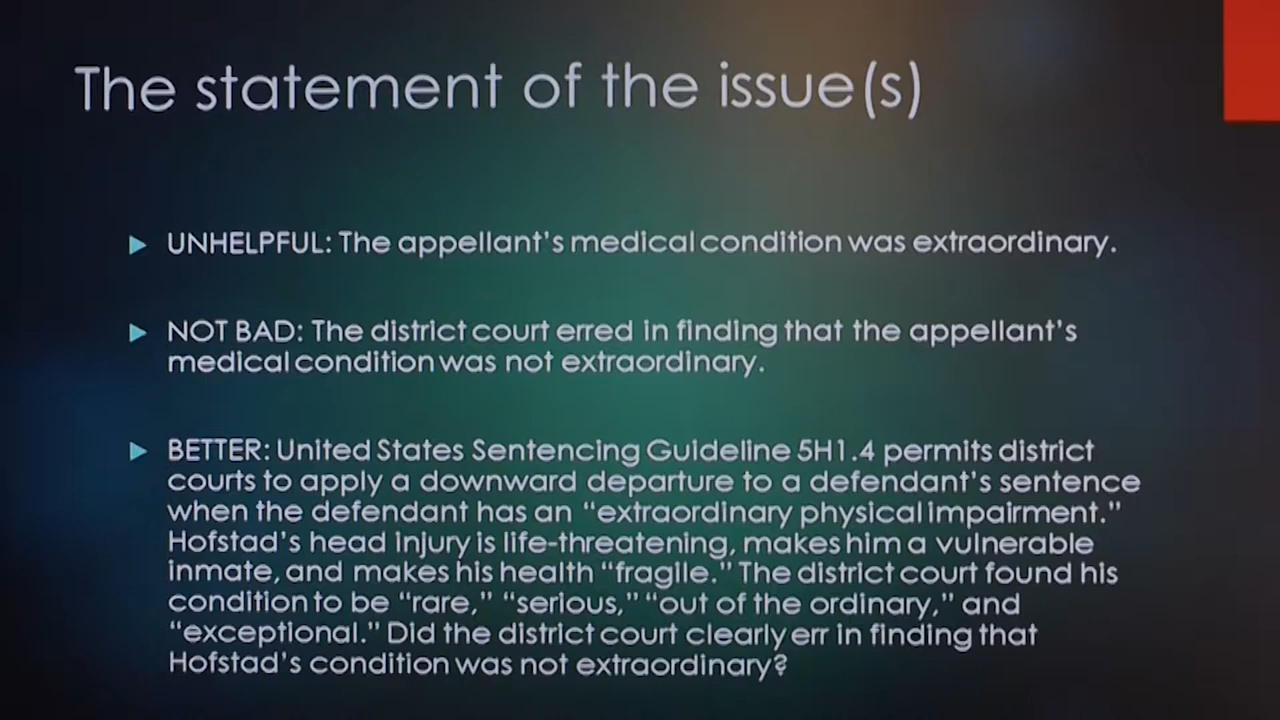 The statement of the issue(s)
UNHELPFUL: The appellant’s medical condition was extraordinary.
NOT BAD: The district court erred in finding that the appellant’s
medical condition was not extraordinary.
BETTER: United States Sentencing Guideline 5H1.4 permits district
courts to apply a downward departure to a defendant’s sentence
when the defendant has an “extraordinary physical impairment.”
Hofstad’s head injury is life-threatening, makes him a vulnerable
inmate, and makes his health “fragile.” The district court found his
condition to be “rare,” “serious,” “out of the ordinary,” and
“exceptional.” Did the district court clearly err in finding that
Hofstad’s condition was not extraordinary?